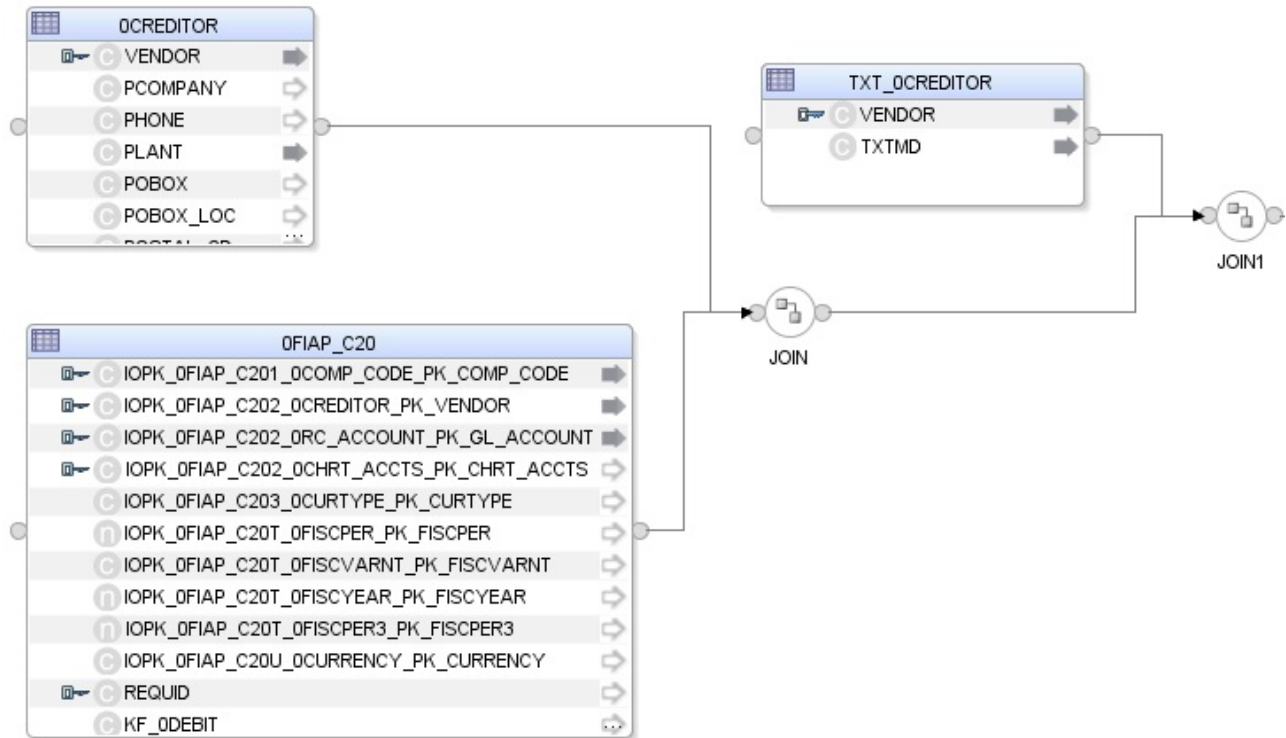 0CREDITOR
VENDOR
PCOMPANY
PHONE
PLANT
POBOX
POBOX_LOC
TXT_0CREDITOR
VENDOR
TXTMD
JOIN1
JOIN
0FIAP_C20
IOPK_0FIAP_C201_0COMP_CODE_PK_COMP_CODE
IOPK_0FIAP_C202_0CREDITOR_PK_VENDOR
IOPK_0FIAP_C202_0RC_ACCOUNT_PK_GL_ACCOUNT
IOPK_0FIAP_C202_0CHRT_ACCTS_PK_CHRT_ACCTS
IOPK_0FIAP_C203_0CURTYPE_PK_CURTYPE
IOPK_0FIAP_C20T_0FISCPER_PK_FISCPER
IOPK_0FIAP_C20T_0FISCVARNT_PK_FISCVARNT
IOPK_0FIAP_C20T_0FISCYEAR_PK_FISCYEAR
IOPK_0FIAP_C20T_0FISCPER3_PK_FISCPER3
IOPK_0FIAP_C20U_0CURRENCY_PK_CURRENCY
REQUID
KF_0DEBIT